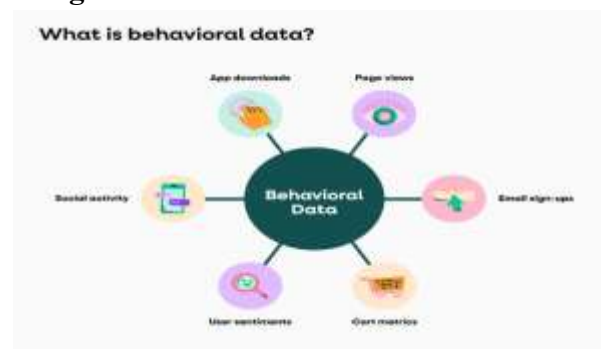 What is behavioral data?
App downloads
Page views
Behavioral
Data
Social activity
Email sign-ups
User sentiments
Cart metrics